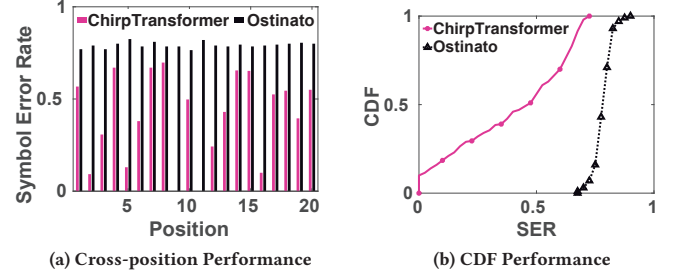 ChirpTransformer
Ostinato
Symbol Error Rate
1
0.5
0
5
10
15
20
Position
(a) Cross-position Performance
ChirpTransformer
Ostinato
CDF
1
0.5
0
0
0.5
1
SER
(b) CDF Performance